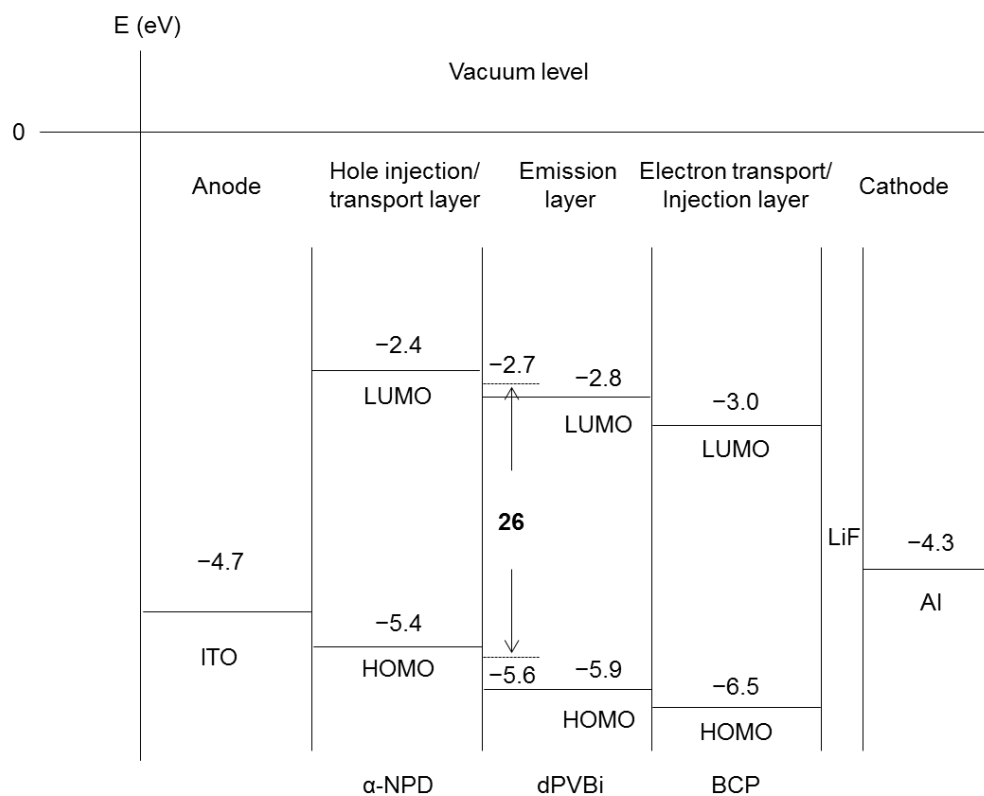 E (eV)
Vacuum level
0
Anode
Hole injection/
transport layer
Emission
layer
Electron transport/
Injection layer
Cathode
−2.4
LUMO
−2.7
−2.8
LUMO
−3.0
LUMO
26
LiF
−4.3
Al
−4.7
ITO
−5.4
HOMO
−5.6
−5.9
HOMO
−6.5
HOMO
α-NPD
dPVBi
BCP